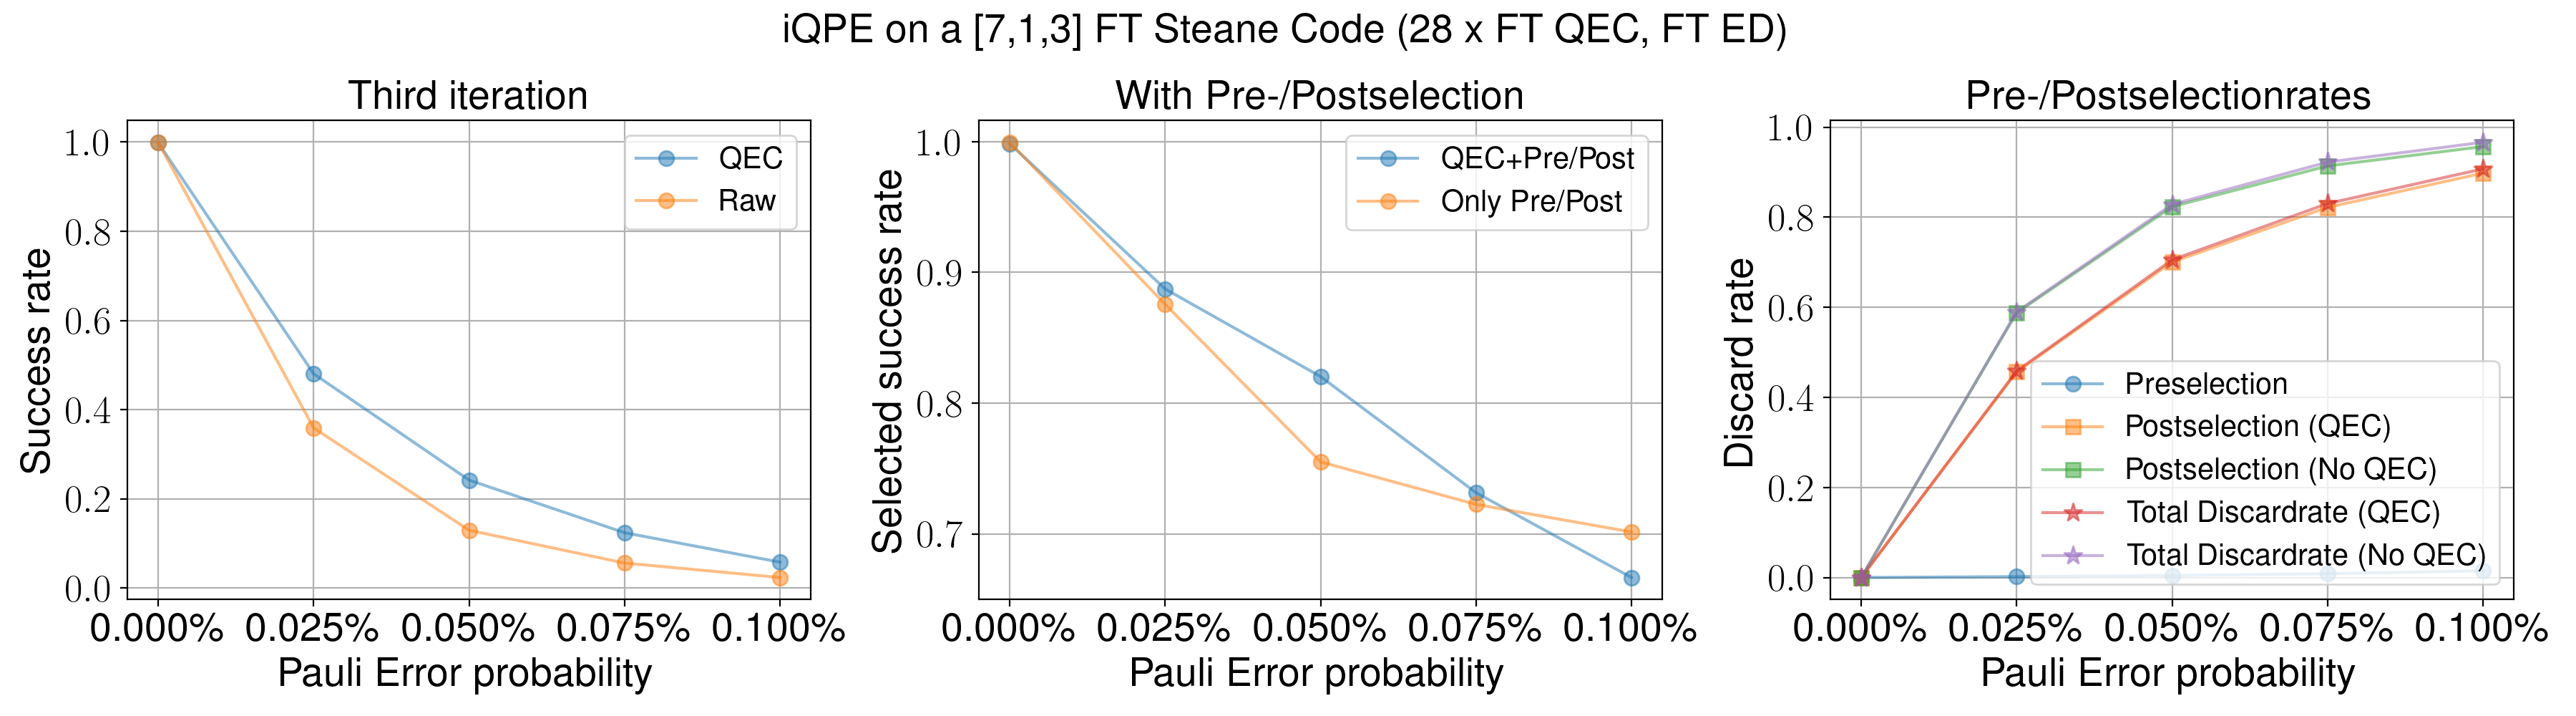 iQPE on a [7,1,3] FT Steane Code (28 x FT QEC, FT ED)
Third iteration
Success rate
1.0
0.8
0.6
0.4
0.2
0.0
QEC
Raw
0.000% 0.025% 0.050% 0.075% 0.100%
Pauli Error probability
With Pre-/Postselection
Selected success rate
1.0
0.9
0.8
0.7
QEC+Pre/Post
Only Pre/Post
0.000% 0.025% 0.050% 0.075% 0.100%
Pauli Error probability
Pre-/Postselectionrates
Discard rate
1.0
0.8
0.6
0.4
0.2
0.0
Preselection
Postselection (QEC)
Postselection (No QEC)
Total Discardrate (QEC)
Total Discardrate (No QEC)
0.000% 0.025% 0.050% 0.075% 0.100%
Pauli Error probability